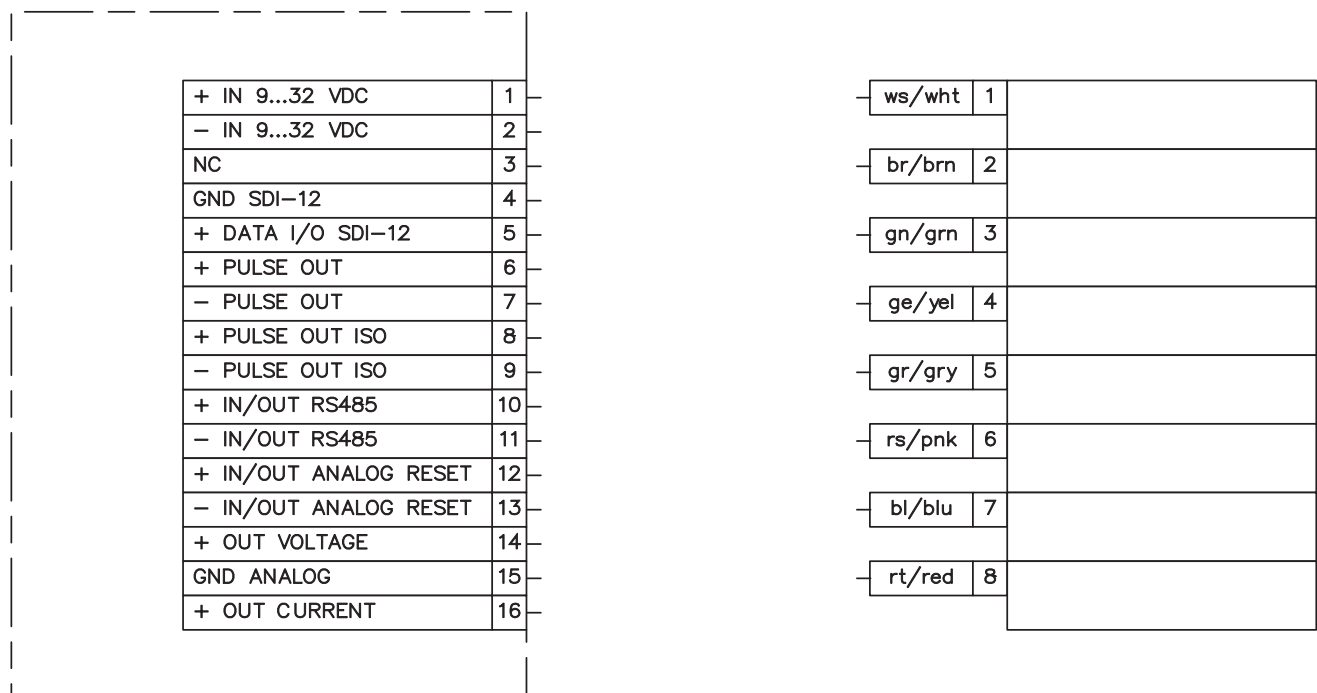 + IN 9...32 VDC 1
− IN 9...32 VDC 2
NC 3
GND SDI−12 4
+ DATA I/O SDI−12 5
+ PULSE OUT 6
− PULSE OUT 7
+ PULSE OUT ISO 8
− PULSE OUT ISO 9
+ IN/OUT RS485 10
− IN/OUT RS485 11
+ IN/OUT ANALOG RESET 12
− IN/OUT ANALOG RESET 13
+ OUT VOLTAGE 14
GND ANALOG 15
+ OUT CURRENT 16
ws/wht 1
br/brn 2
gn/grn 3
ge/yel 4
gr/gry 5
rs/pnk 6
bl/blu 7
rt/red 8